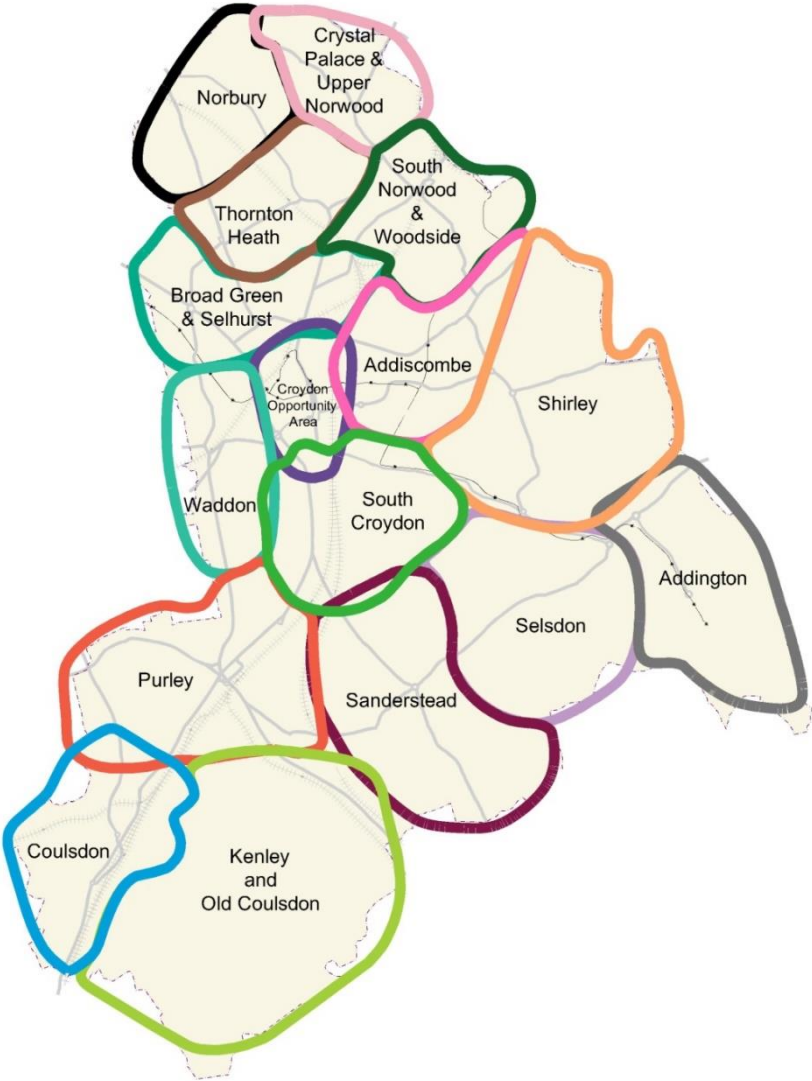 Crystal
Palace &
Upper
Norwood
Norbury
South
Norwood
&
Woodside
Thornton
Heath
Broad Green
& Selhurst
Addiscombe
Croydon
Opportunity
Area
Shirley
Waddon
South
Croydon
Addington
Selsdon
Purley
Sanderstead
Coulsdon
Kenley
and
Old Coulsdon